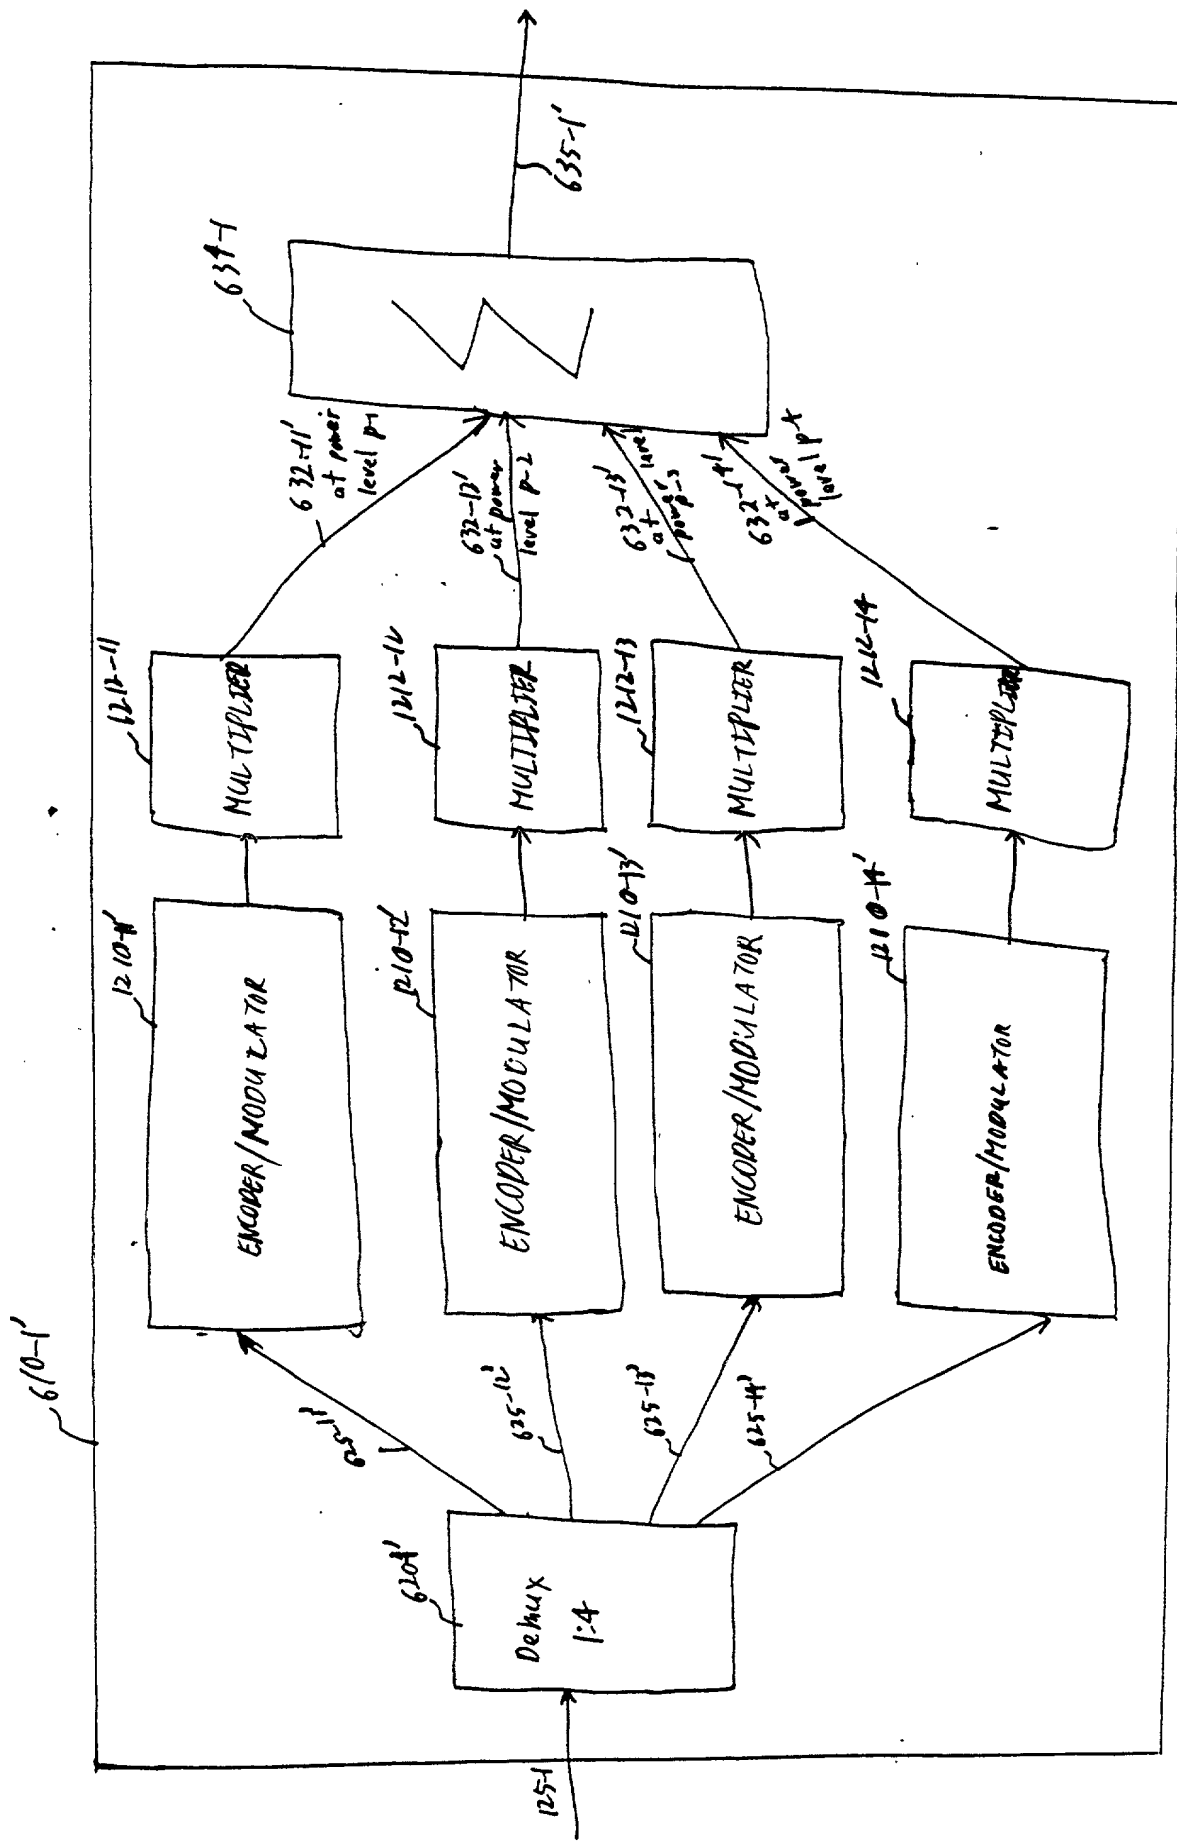 610-1'
125-1
6201'
Demux
1:4
625-11'
625-12'
625-13'
625-14'
1210-11'
ENCODER/MODULATOR
1210-12'
ENCODER/MODULATOR
1210-13'
ENCODER/MODULATOR
1210-14'
ENCODER/MODULATOR
1212-11
MULTIPLIER
1212-12
MULTIPLIER
1212-13
MULTIPLIER
1212-14
MULTIPLIER
632-11'
at power
level p-1
632-12'
at power
level p-2
632-13'
at
power level
p-3
632-14'
at
power
level p-4
634-1
Σ
635-1'